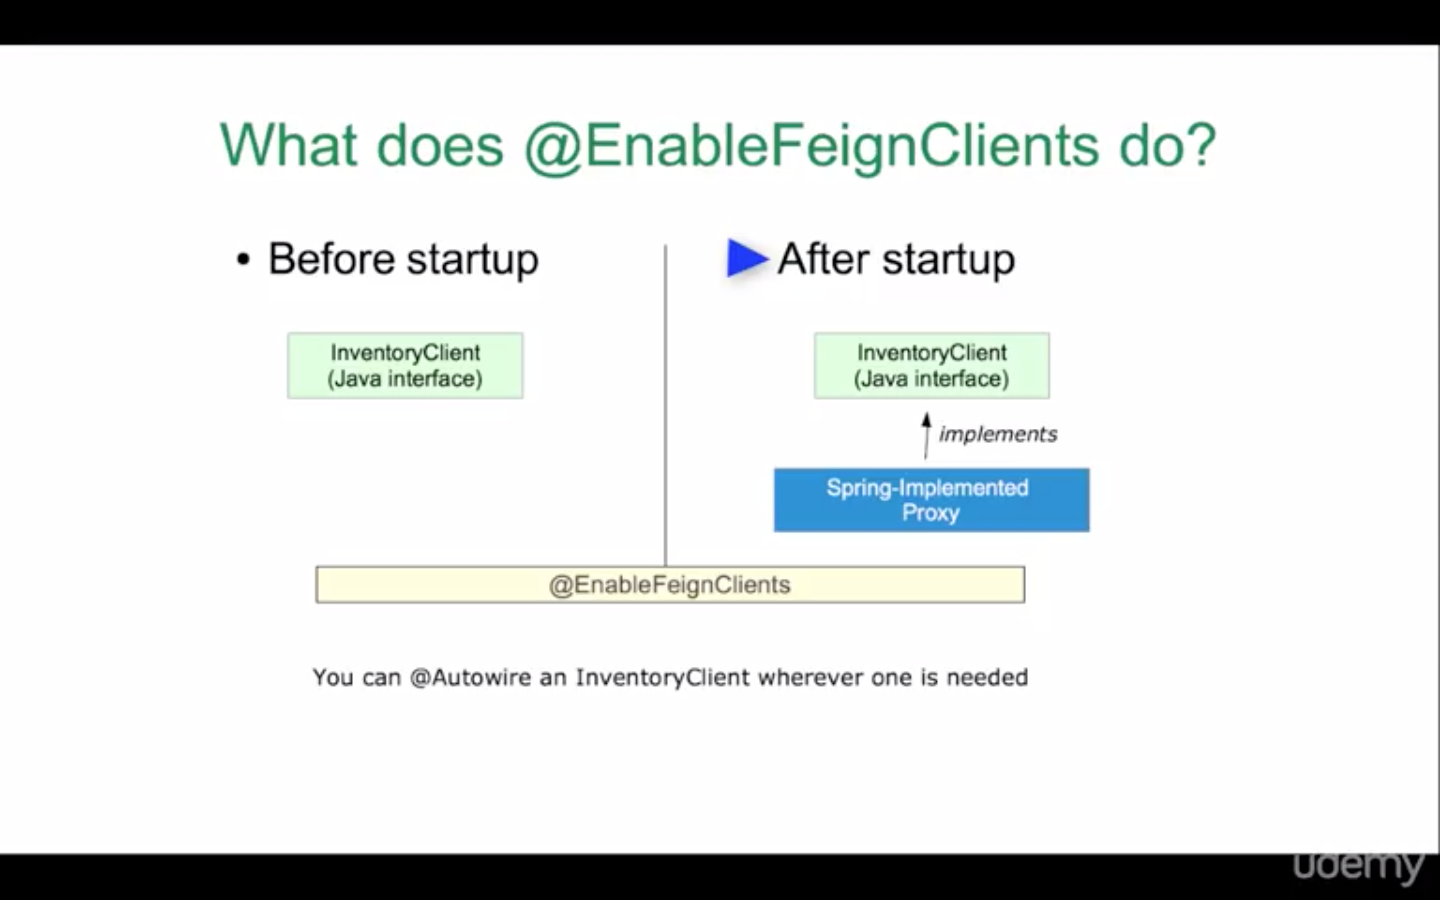 What does @EnableFeignClients do?
• Before startup
After startup
InventoryClient
(Java interface)
InventoryClient
(Java interface)
implements
Spring-Implemented
Proxy
@EnableFeignClients
You can @Autowire an InventoryClient wherever one is needed
udemy